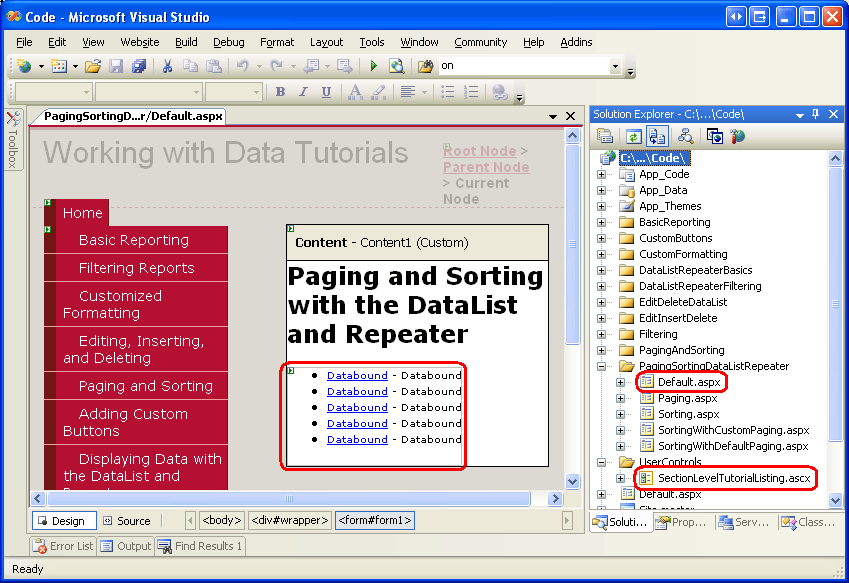 Code - Microsoft Visual Studio
File Edit View Website Build Debug Format Layout Tools Window Community Help Addins
on
B I U A
Toolbox
PagingSortingD...r/Default.aspx
Working with Data Tutorials
Root Node >
Parent Node
> Current
Node
Home
Basic Reporting
Filtering Reports
Customized
Formatting
Editing, Inserting,
and Deleting
Paging and Sorting
Adding Custom
Buttons
Displaying Data with
the DataList and
Content - Content1 (Custom)
Paging and Sorting
with the DataList
and Repeater
Databound - Databound
Databound - Databound
Databound - Databound
Databound - Databound
Databound - Databound
Design Source <body> <div#wrapper> <form#form1>
Solution Explorer - C:\...\Code\
C:\...\Code\
App_Code
App_Data
App_Themes
BasicReporting
CustomButtons
CustomFormatting
DataListRepeaterBasics
DataListRepeaterFiltering
EditDeleteDataList
EditInsertDelete
Filtering
PagingAndSorting
PagingSortingDataListRepeater
Default.aspx
Paging.aspx
Sorting.aspx
SortingWithCustomPaging.aspx
SortingWithDefaultPaging.aspx
UserControls
SectionLevelTutorialListing.ascx
Default.aspx
Site.master
Soluti... Prop... Serv... Class...
Error List Output Find Results 1
Ready